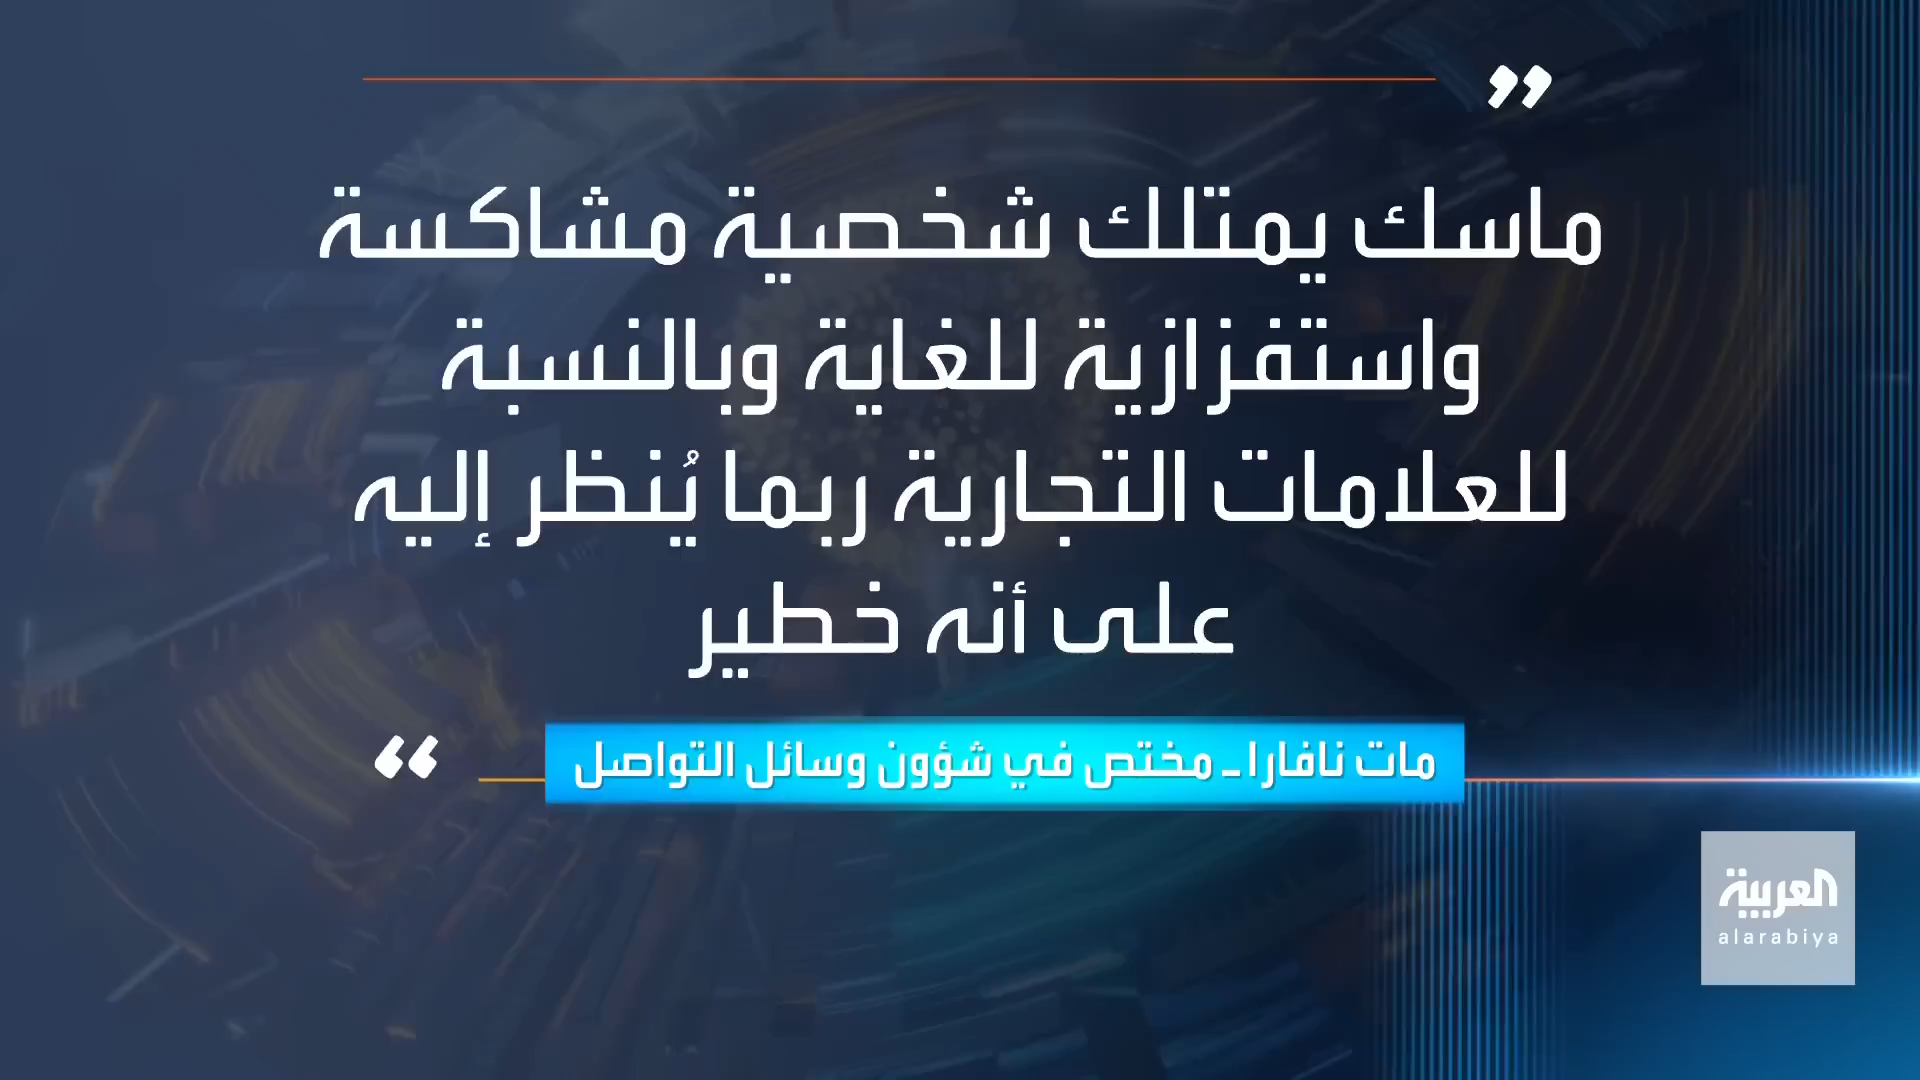 ”
ماسك يمتلك شخصية مشاكسة
واستفزازية للغاية وبالنسبة
للعلامات التجارية ربما يُنظر إليه
على أنه خطير
“
مات نافارا - مختص في شؤون وسائل التواصل
العربية
alarabiya